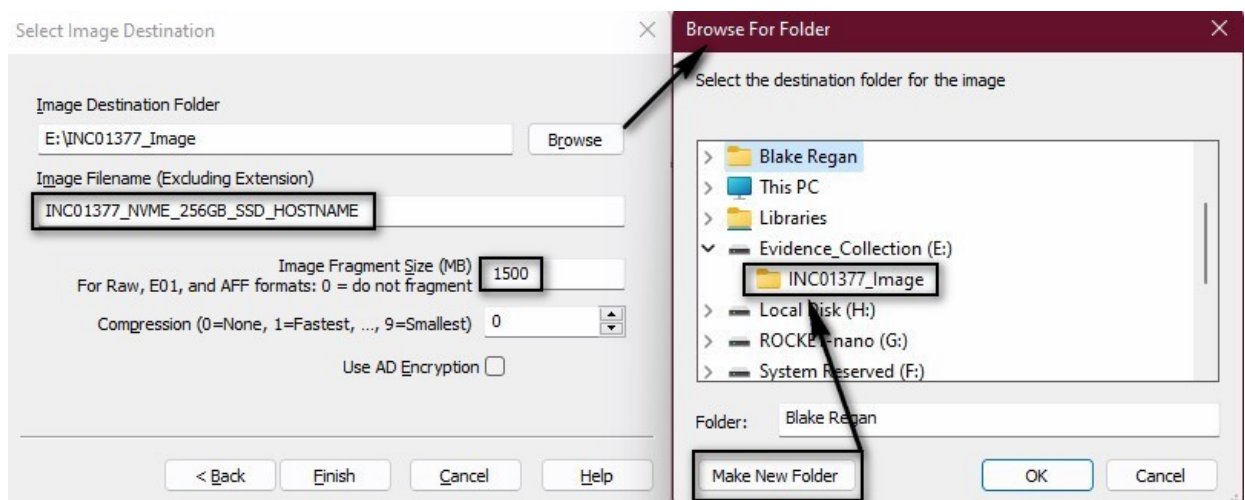 Select Image Destination
Image Destination Folder
E:\INC01377_Image
Browse
Image Filename (Excluding Extension)
INC01377_NVME_256GB_SSD_HOSTNAME
Image Fragment Size (MB)
1500
For Raw, E01, and AFF formats: 0 = do not fragment
Compression (0=None, 1=Fastest, ..., 9=Smallest)
0
Use AD Encryption
< Back
Finish
Cancel
Help
Browse For Folder
Select the destination folder for the image
Blake Regan
This PC
Libraries
Evidence_Collection (E:)
INC01377_Image
Local Disk (H:)
ROCKET-nano (G:)
System Reserved (F:)
Folder:
Blake Regan
Make New Folder
OK
Cancel